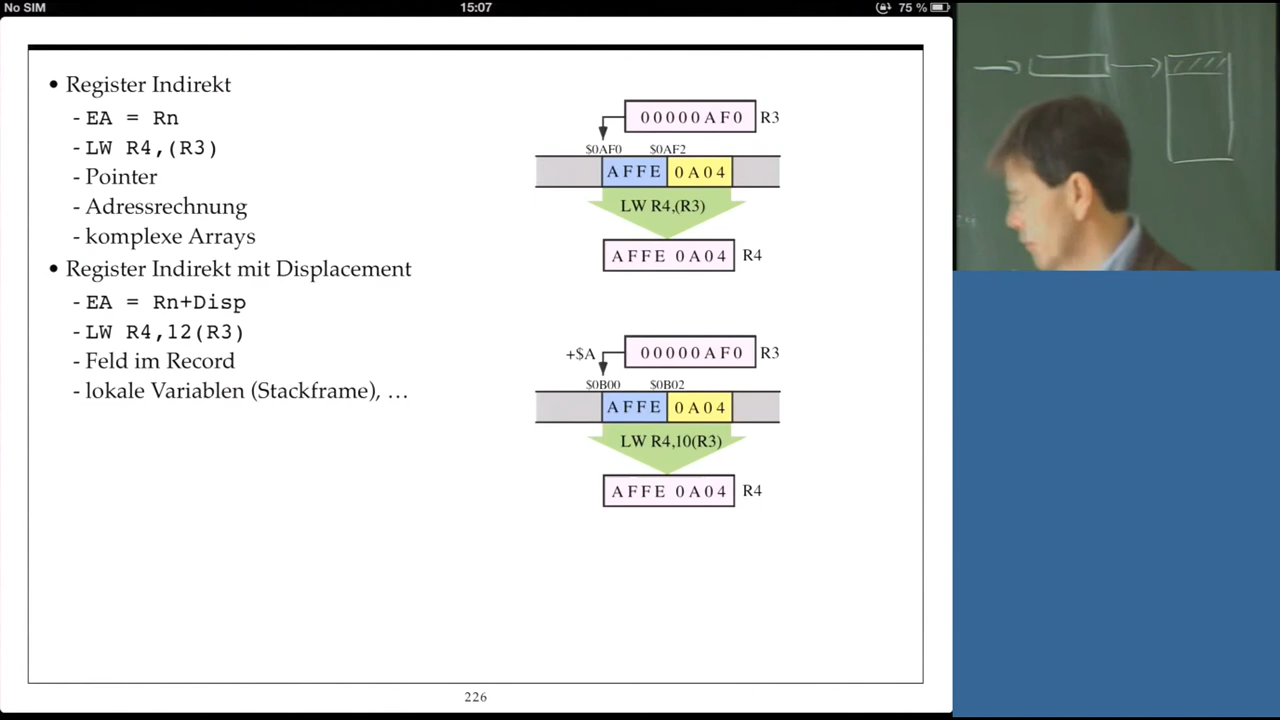 No SIM 15:07 75 %
• Register Indirekt
- EA = Rn
- LW R4,(R3)
- Pointer
- Adressrechnung
- komplexe Arrays
• Register Indirekt mit Displacement
- EA = Rn+Disp
- LW R4,12(R3)
- Feld im Record
- lokale Variablen (Stackframe), …
00000AF0 R3
$0AF0 $0AF2
AFFE 0A04
LW R4,(R3)
AFFE 0A04 R4
+$A 00000AF0 R3
$0B00 $0B02
AFFE 0A04
LW R4,10(R3)
AFFE 0A04 R4
226